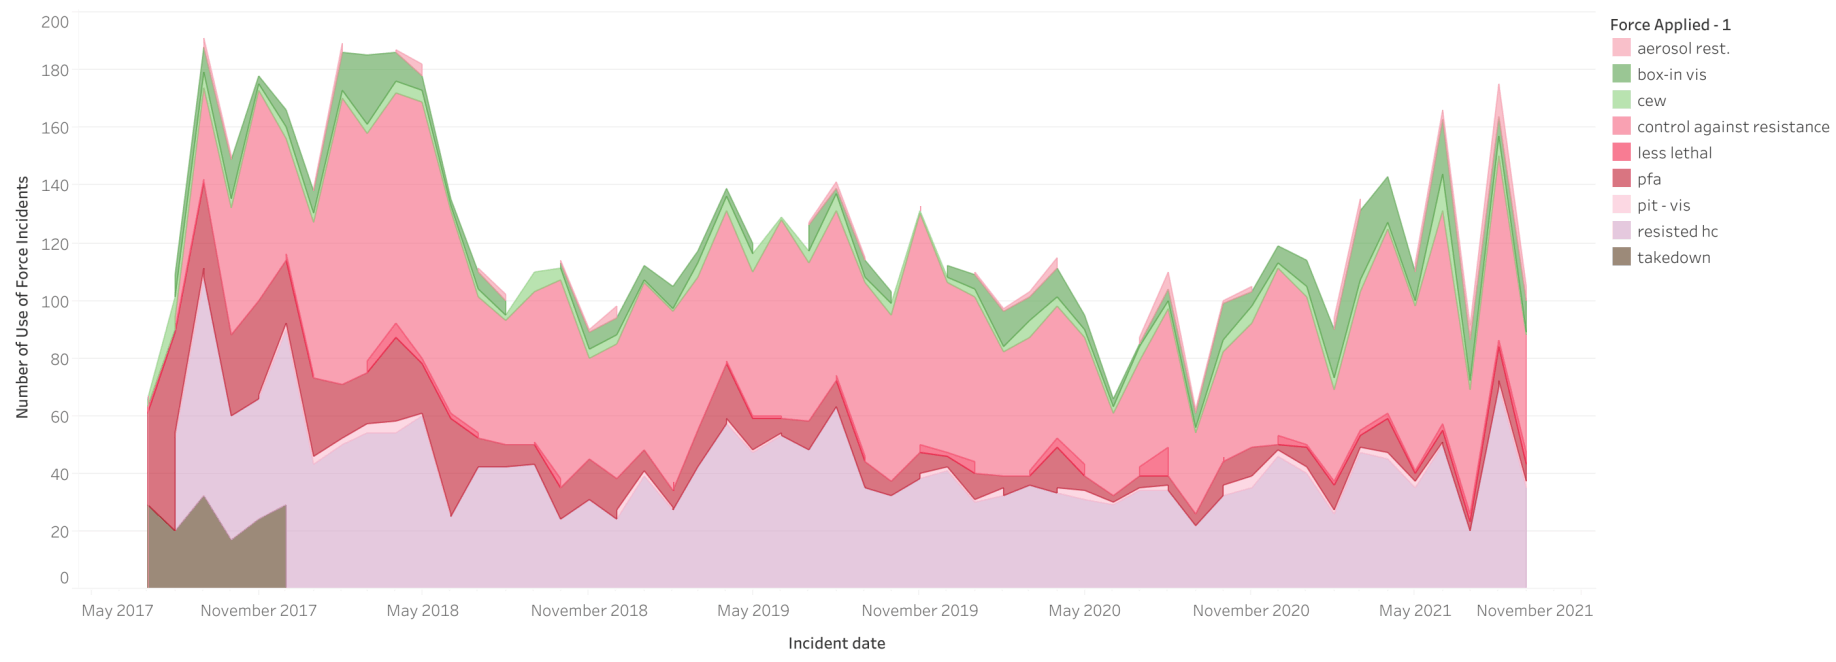 Force Applied - 1
aerosol rest.
box-in vis
cew
control against resistance
less lethal
pfa
pit - vis
resisted hc
takedown
Number of Use of Force Incidents
200
180
160
140
120
100
80
60
40
20
0
May 2017 November 2017 May 2018 November 2018 May 2019 November 2019 May 2020 November 2020 May 2021 November 2021
Incident date